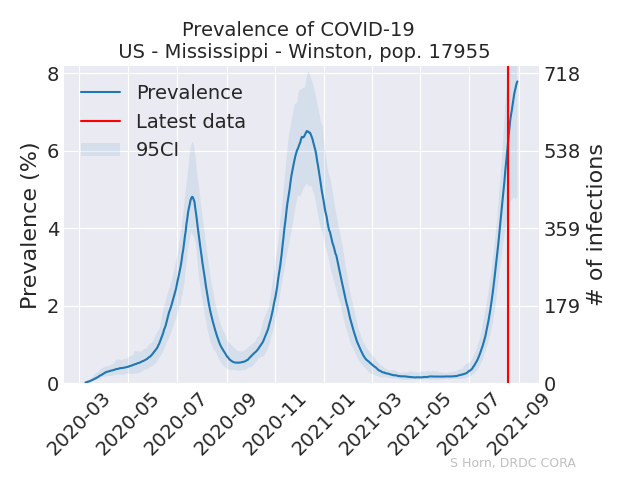 Prevalence of COVID-19
US - Mississippi - Winston, pop. 17955
Prevalence
Latest data
95CI
Prevalence (%)
8
6
4
2
0
718
538
359
179
0
# of infections
2020-03
2020-05
2020-07
2020-09
2020-11
2021-01
2021-03
2021-05
2021-07
2021-09
S Horn, DRDC CORA